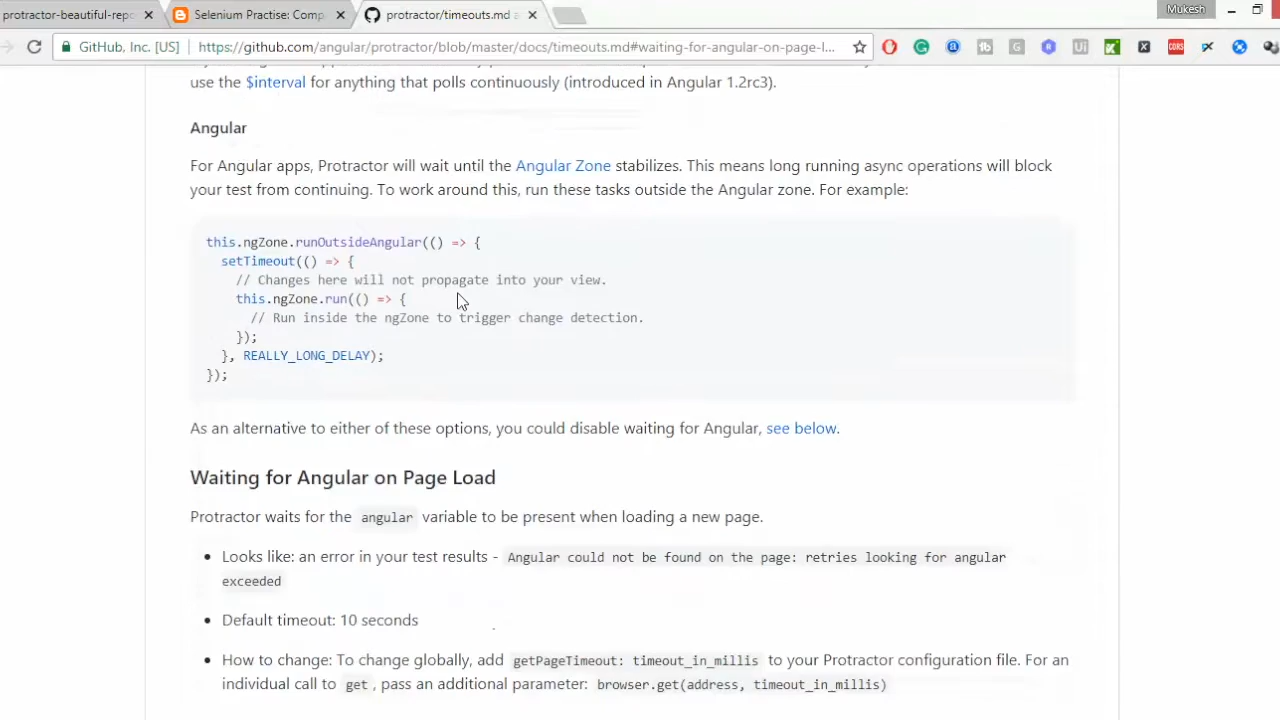 protractor-beautiful-repo
Selenium Practise: Comp
protractor/timeouts.md a
Mukesh
GitHub, Inc. [US]
https://github.com/angular/protractor/blob/master/docs/timeouts.md#waiting-for-angular-on-page-l...
use the $interval for anything that polls continuously (introduced in Angular 1.2rc3).
Angular
For Angular apps, Protractor will wait until the Angular Zone stabilizes. This means long running async operations will block
your test from continuing. To work around this, run these tasks outside the Angular zone. For example:
this.ngZone.runOutsideAngular(() => {
setTimeout(() => {
// Changes here will not propagate into your view.
this.ngZone.run(() => {
// Run inside the ngZone to trigger change detection.
});
}, REALLY_LONG_DELAY);
});
As an alternative to either of these options, you could disable waiting for Angular, see below.
Waiting for Angular on Page Load
Protractor waits for the angular variable to be present when loading a new page.
• Looks like: an error in your test results - Angular could not be found on the page: retries looking for angular
exceeded
• Default timeout: 10 seconds
• How to change: To change globally, add getPageTimeout: timeout_in_millis to your Protractor configuration file. For an
individual call to get, pass an additional parameter: browser.get(address, timeout_in_millis)